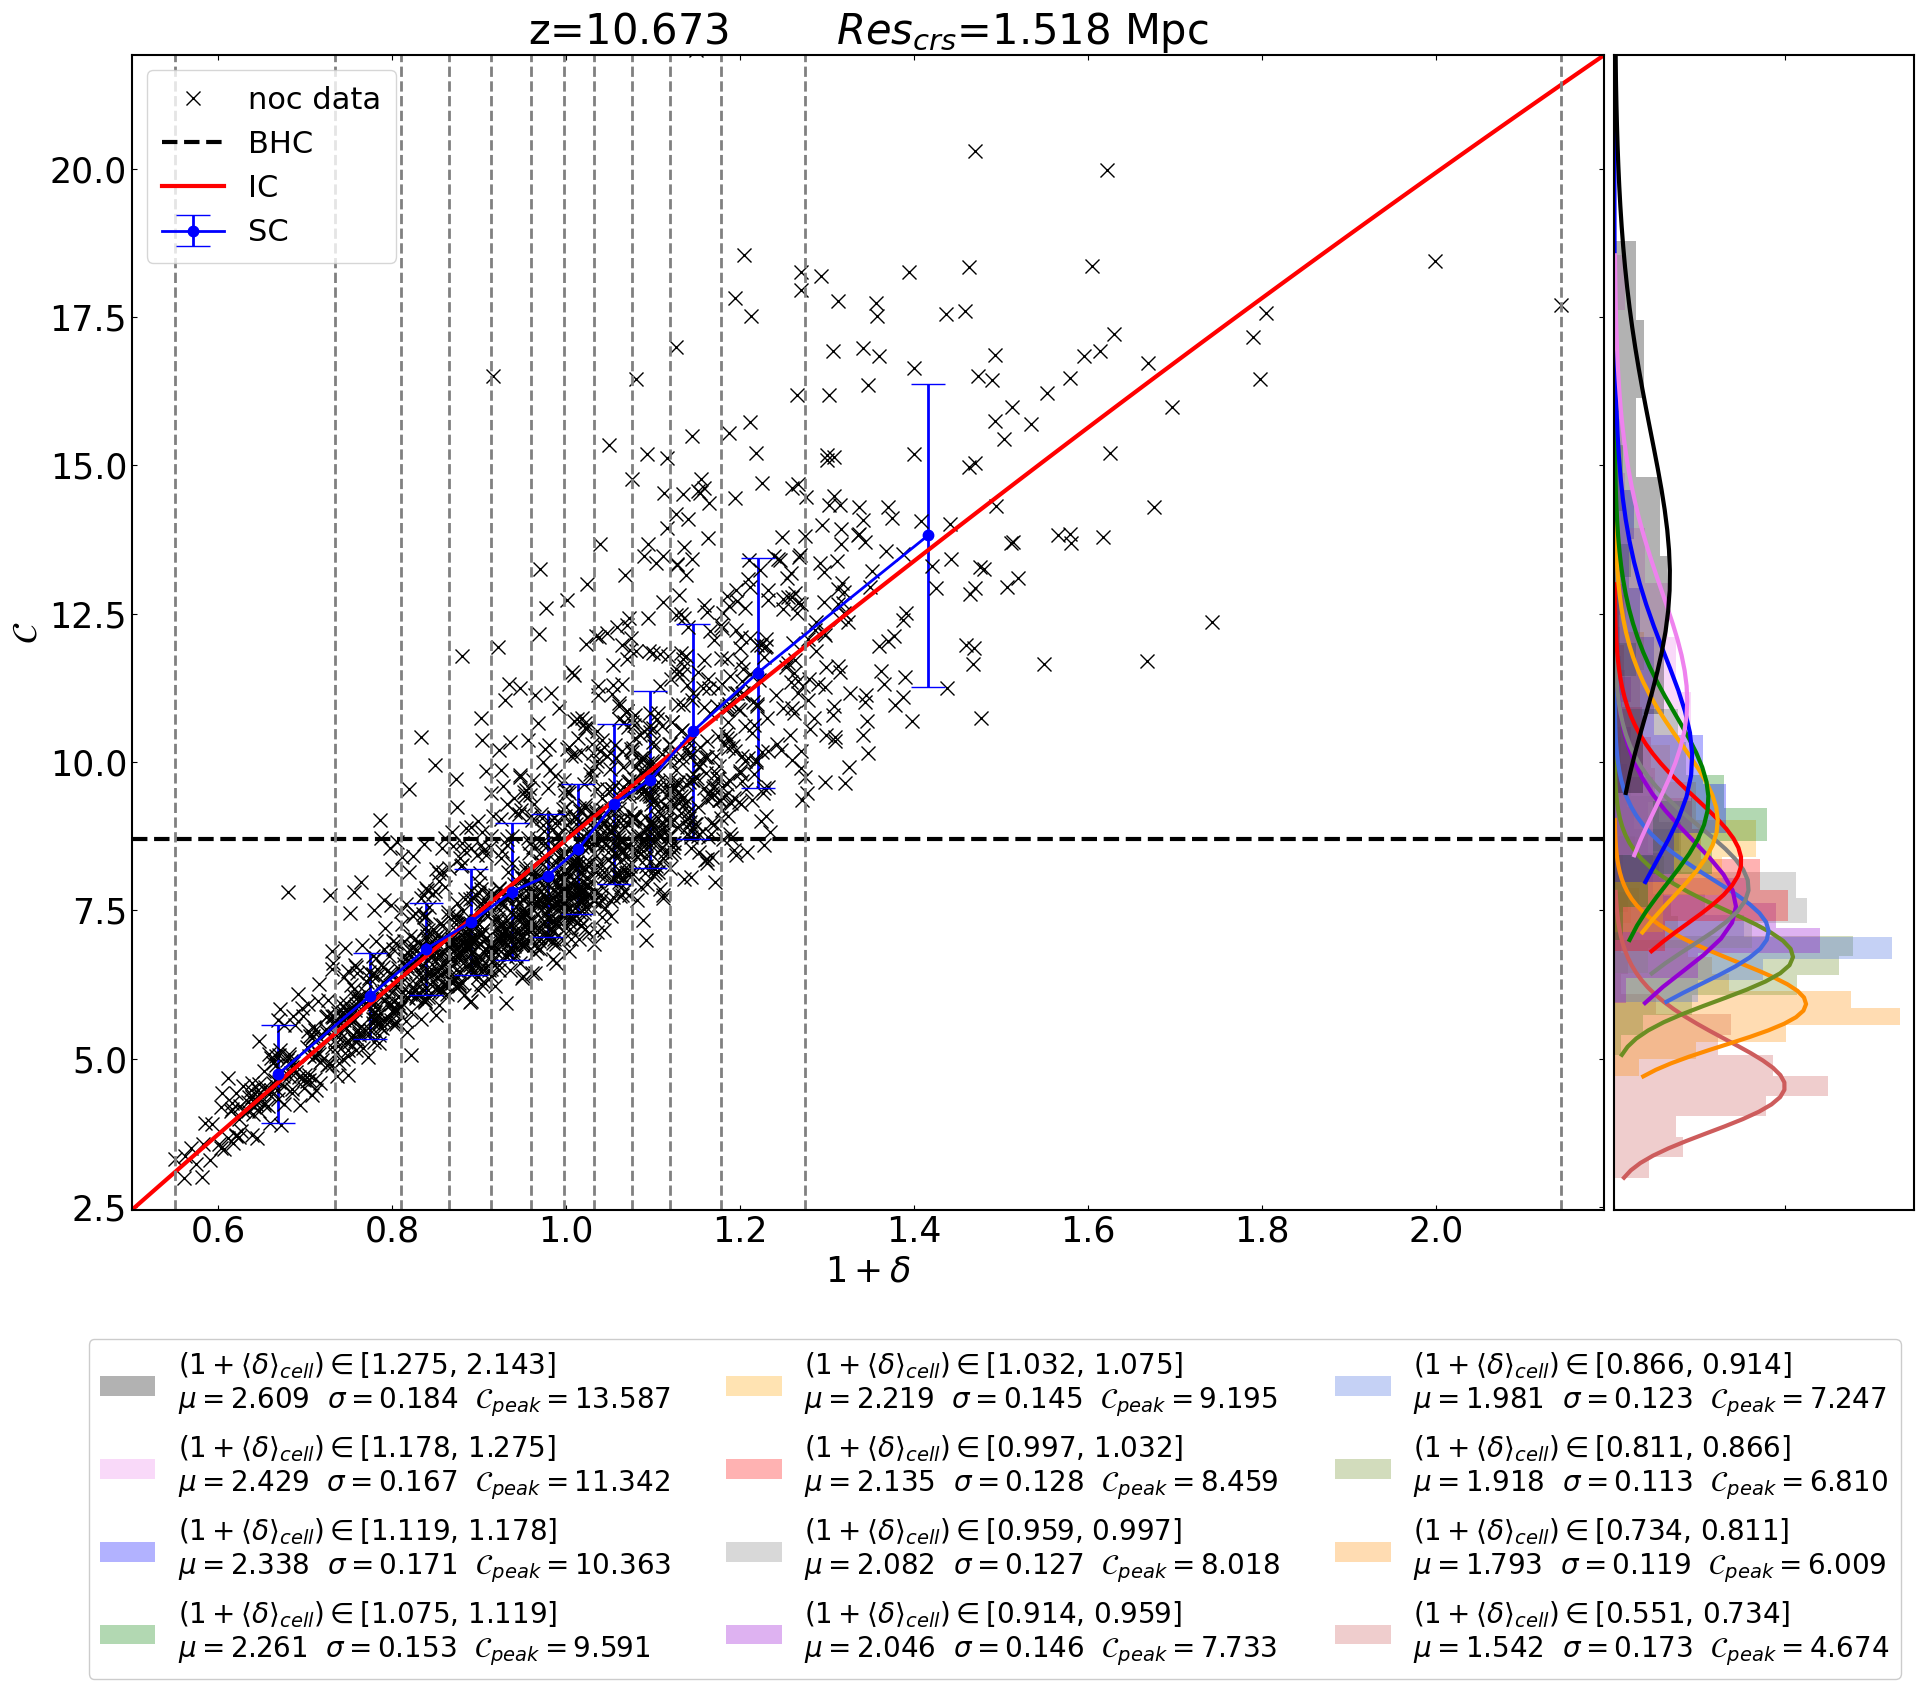 z=10.673 Res_crs=1.518 Mpc
noc data
BHC
IC
SC
20.0
17.5
15.0
12.5
10.0
7.5
5.0
2.5
𝒞
0.6 0.8 1.0 1.2 1.4 1.6 1.8 2.0
1 + δ
(1 + ⟨δ⟩_cell) ∈ [1.275, 2.143]
μ = 2.609 σ = 0.184 𝒞_peak = 13.587
(1 + ⟨δ⟩_cell) ∈ [1.178, 1.275]
μ = 2.429 σ = 0.167 𝒞_peak = 11.342
(1 + ⟨δ⟩_cell) ∈ [1.119, 1.178]
μ = 2.338 σ = 0.171 𝒞_peak = 10.363
(1 + ⟨δ⟩_cell) ∈ [1.075, 1.119]
μ = 2.261 σ = 0.153 𝒞_peak = 9.591
(1 + ⟨δ⟩_cell) ∈ [1.032, 1.075]
μ = 2.219 σ = 0.145 𝒞_peak = 9.195
(1 + ⟨δ⟩_cell) ∈ [0.997, 1.032]
μ = 2.135 σ = 0.128 𝒞_peak = 8.459
(1 + ⟨δ⟩_cell) ∈ [0.959, 0.997]
μ = 2.082 σ = 0.127 𝒞_peak = 8.018
(1 + ⟨δ⟩_cell) ∈ [0.914, 0.959]
μ = 2.046 σ = 0.146 𝒞_peak = 7.733
(1 + ⟨δ⟩_cell) ∈ [0.866, 0.914]
μ = 1.981 σ = 0.123 𝒞_peak = 7.247
(1 + ⟨δ⟩_cell) ∈ [0.811, 0.866]
μ = 1.918 σ = 0.113 𝒞_peak = 6.810
(1 + ⟨δ⟩_cell) ∈ [0.734, 0.811]
μ = 1.793 σ = 0.119 𝒞_peak = 6.009
(1 + ⟨δ⟩_cell) ∈ [0.551, 0.734]
μ = 1.542 σ = 0.173 𝒞_peak = 4.674